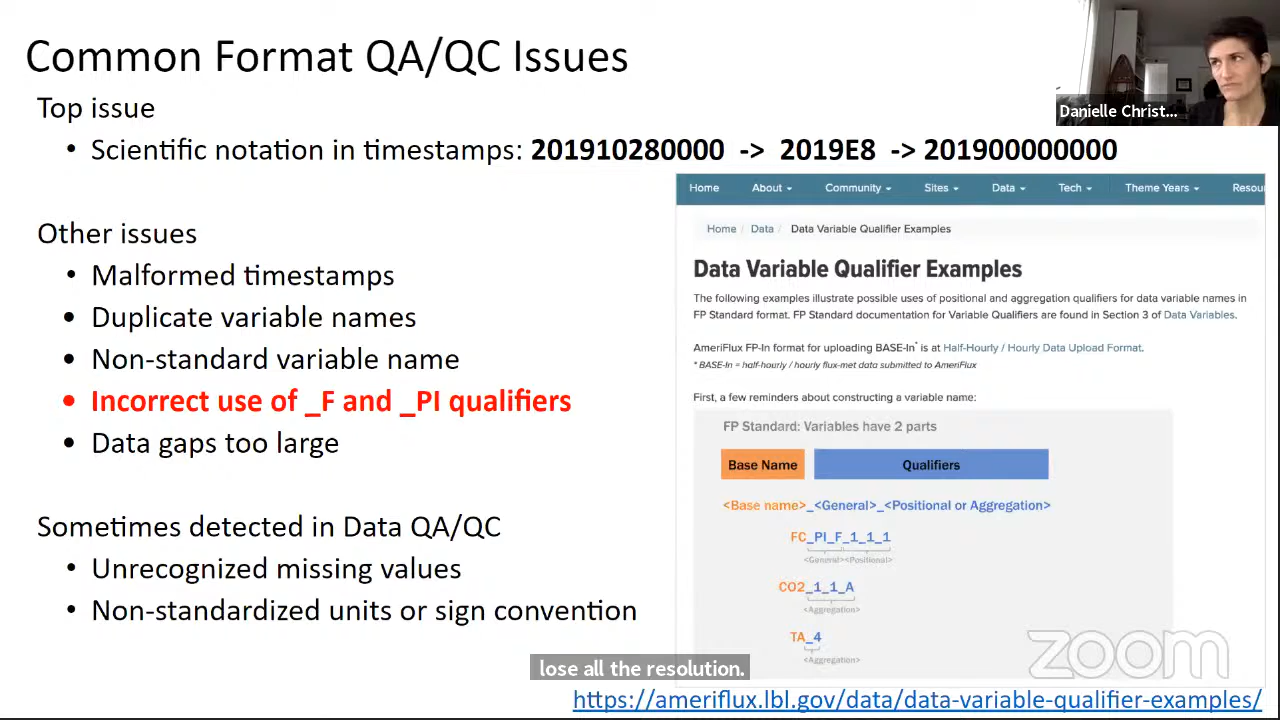 Common Format QA/QC Issues
Danielle Christ...
Top issue
• Scientific notation in timestamps: 201910280000 -> 2019E8 -> 201900000000
Other issues
• Malformed timestamps
• Duplicate variable names
• Non-standard variable name
• Incorrect use of _F and _PI qualifiers
• Data gaps too large
Sometimes detected in Data QA/QC
• Unrecognized missing values
• Non-standardized units or sign convention
Home About Community Sites Data Tech Theme Years Resou
Home / Data / Data Variable Qualifier Examples
Data Variable Qualifier Examples
The following examples illustrate possible uses of positional and aggregation qualifiers for data variable names in
FP Standard format. FP Standard documentation for Variable Qualifiers are found in Section 3 of Data Variables.
AmeriFlux FP-In format for uploading BASE-In* is at Half-Hourly / Hourly Data Upload Format.
* BASE-In = half-hourly / hourly flux-met data submitted to AmeriFlux
First, a few reminders about constructing a variable name:
FP Standard: Variables have 2 parts
Base Name Qualifiers
<Base name>_<General>_<Positional or Aggregation>
FC_PI_F_1_1_1
<General><Positional>
CO2_1_1_A
<Aggregation>
TA_4
<Aggregation>
zoom
lose all the resolution.
https://ameriflux.lbl.gov/data/data-variable-qualifier-examples/